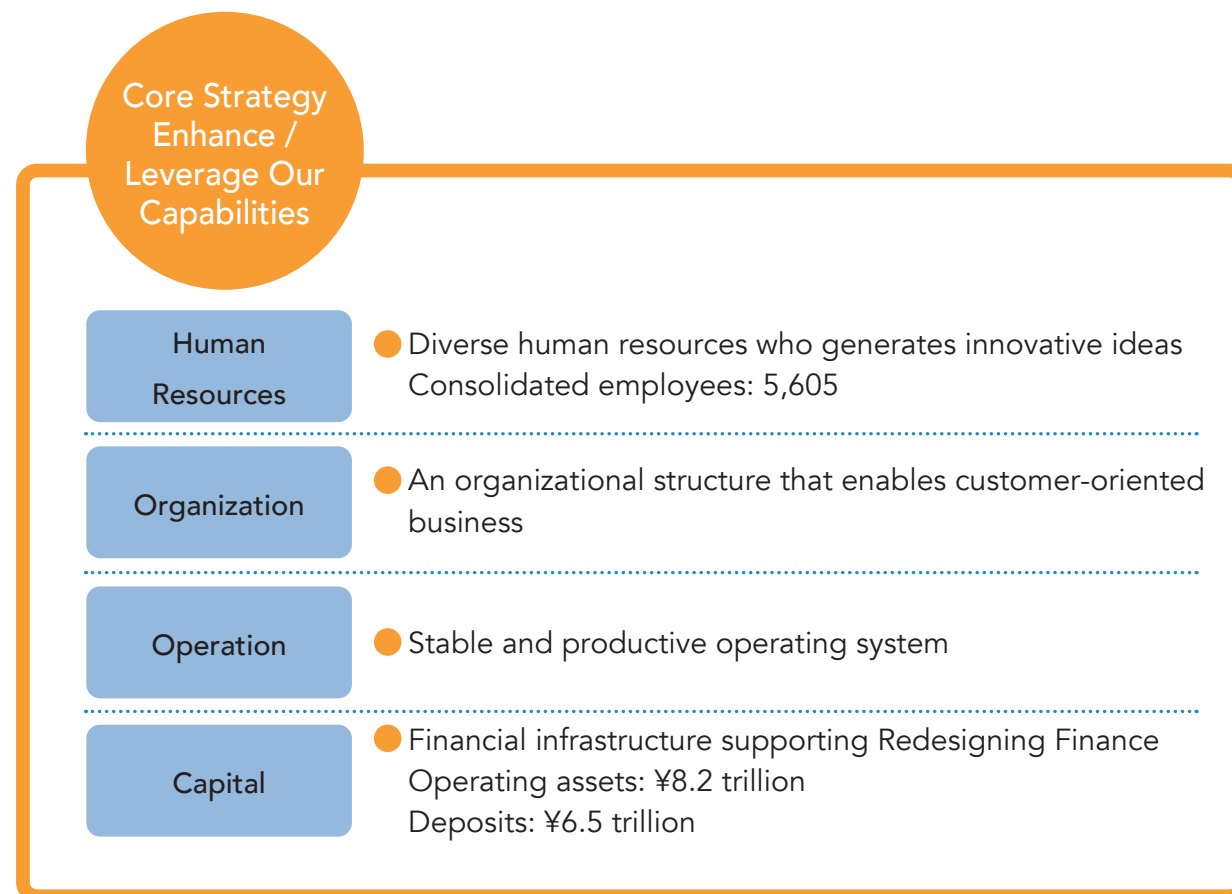 Core Strategy
Enhance /
Leverage Our
Capabilities
Human
Resources
Diverse human resources who generates innovative ideas
Consolidated employees: 5,605
Organization
An organizational structure that enables customer-oriented
business
Operation
Stable and productive operating system
Capital
Financial infrastructure supporting Redesigning Finance
Operating assets: ¥8.2 trillion
Deposits: ¥6.5 trillion